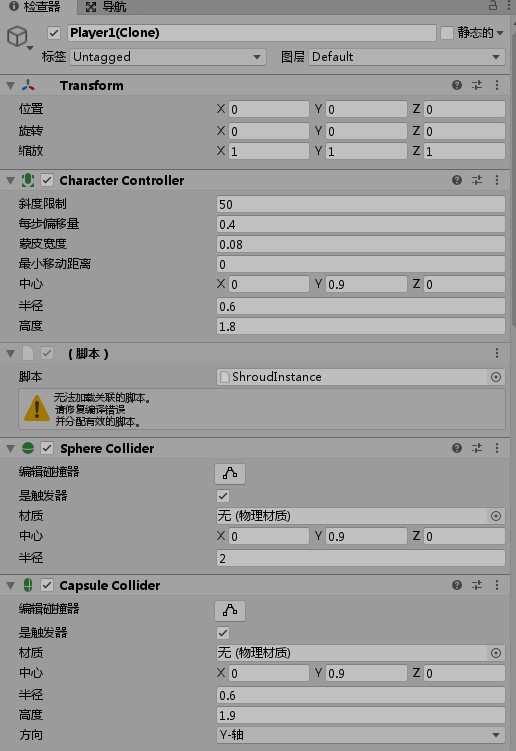 检查器 导航
Player1(Clone) 静态的
标签 Untagged 图层 Default
Transform
位置 X 0 Y 0 Z 0
旋转 X 0 Y 0 Z 0
缩放 X 1 Y 1 Z 1
Character Controller
斜度限制 50
每步偏移量 0.4
蒙皮宽度 0.08
最小移动距离 0
中心 X 0 Y 0.9 Z 0
半径 0.6
高度 1.8
(脚本)
脚本 ShroudInstance
无法加载关联的脚本。
请修复编译错误
并分配有效的脚本。
Sphere Collider
编辑碰撞器
是触发器
材质 无 (物理材质)
中心 X 0 Y 0.9 Z 0
半径 2
Capsule Collider
编辑碰撞器
是触发器
材质 无 (物理材质)
中心 X 0 Y 0.9 Z 0
半径 0.6
高度 1.9
方向 Y-轴